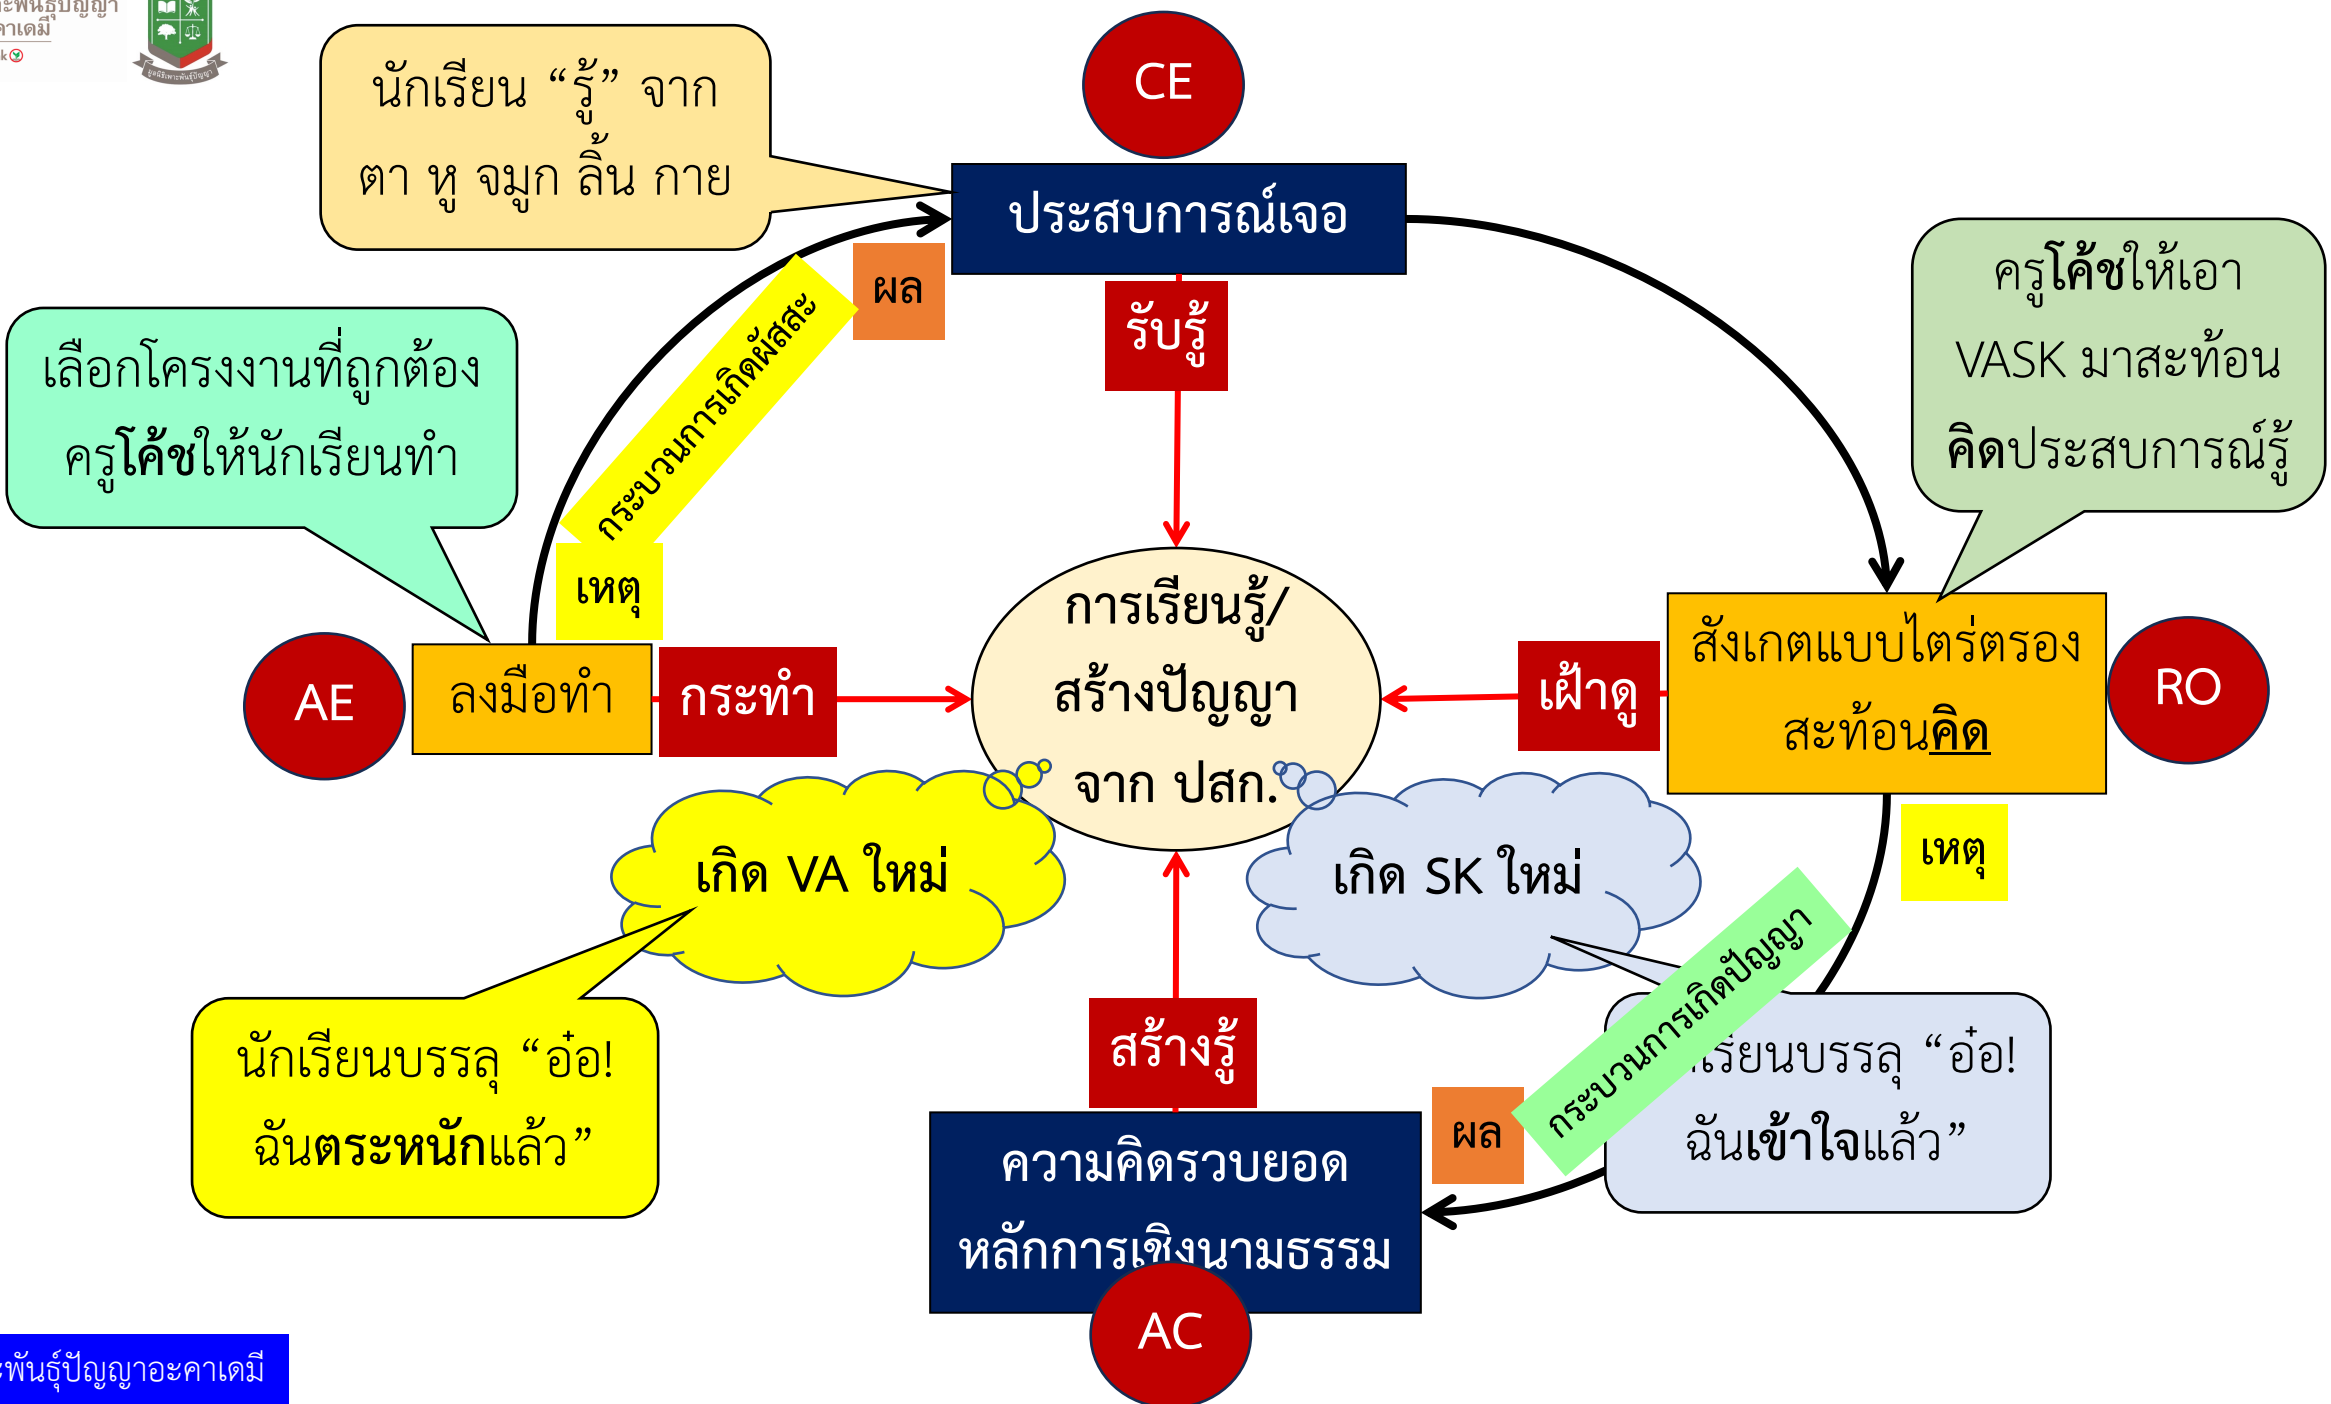 พันธุ์ปัญญา
คาเดมี
นักเรียน “รู้” จาก
ตา หู จมูก ลิ้น กาย
CE
ประสบการณ์เจอ
ผล
รับรู้
กระบวนการเกิดผัสสะ
เหตุ
ครูโค้ชให้เอา
VASK มาสะท้อน
คิดประสบการณ์รู้
เลือกโครงงานที่ถูกต้อง
ครูโค้ชให้นักเรียนทำ
AE
ลงมือทำ
กระทำ
การเรียนรู้/
สร้างปัญญา
จาก ปสก.
เฝ้าดู
สังเกตแบบไตร่ตรอง
สะท้อนคิด
RO
เหตุ
เกิด VA ใหม่
เกิด SK ใหม่
กระบวนการเกิดปัญญา
นักเรียนบรรลุ “อ๋อ!
ฉันตระหนักแล้ว”
สร้างรู้
ผล
เรียนบรรลุ “อ๋อ!
ฉันเข้าใจแล้ว”
ความคิดรวบยอด
หลักการเชิงนามธรรม
AC
พันธุ์ปัญญาอะคาเดมี